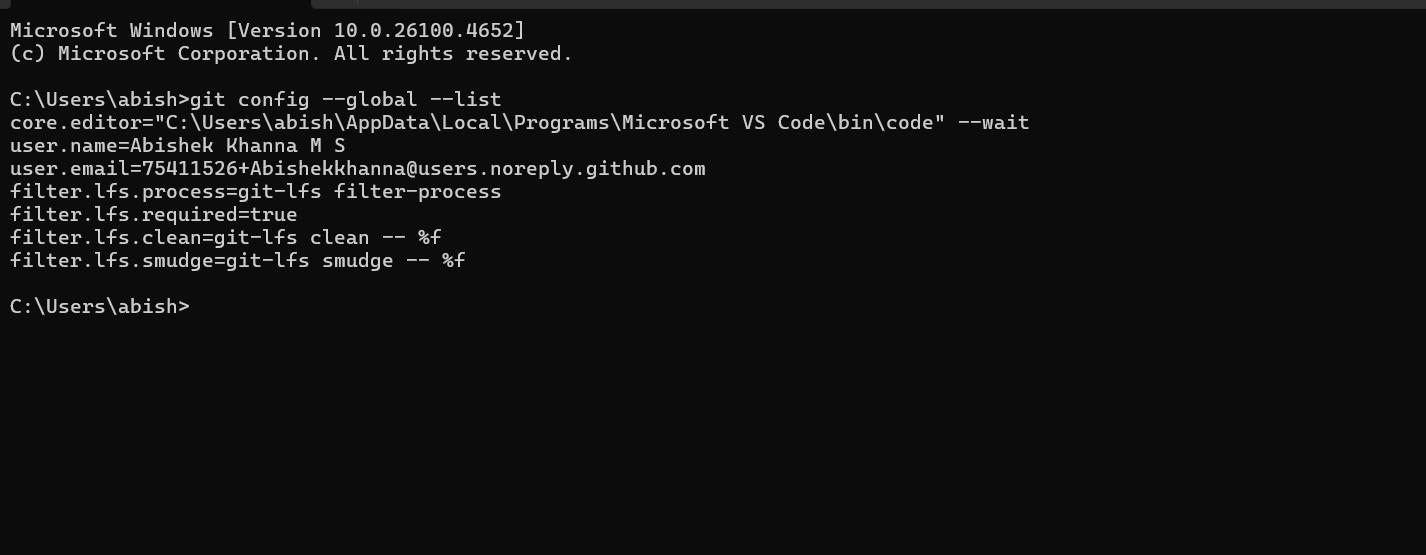 Microsoft Windows [Version 10.0.26100.4652]
(c) Microsoft Corporation. All rights reserved.
C:\Users\abish>git config --global --list
core.editor="C:\Users\abish\AppData\Local\Programs\Microsoft VS Code\bin\code" --wait
user.name=Abishek Khanna M S
user.email=75411526+Abishekkhanna@users.noreply.github.com
filter.lfs.process=git-lfs filter-process
filter.lfs.required=true
filter.lfs.clean=git-lfs clean -- %f
filter.lfs.smudge=git-lfs smudge -- %f
C:\Users\abish>